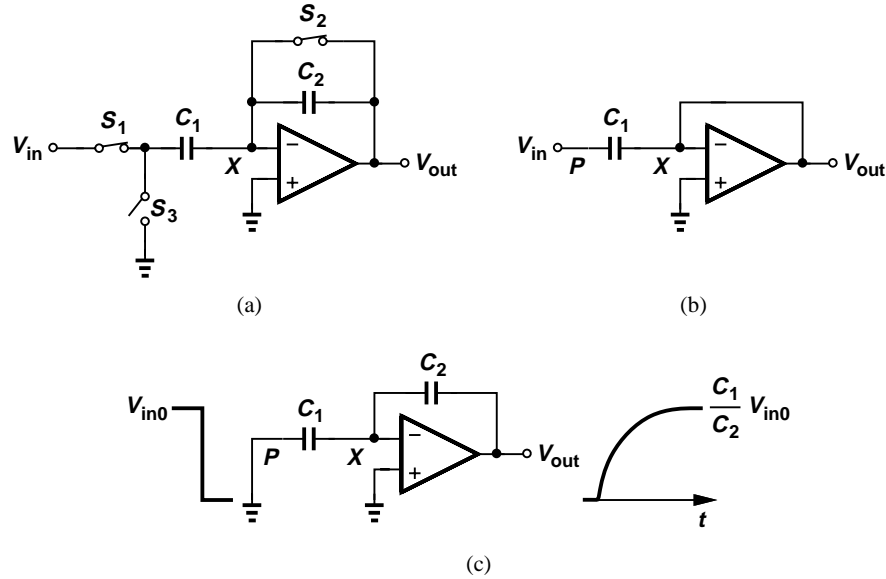 S2
C2
S1
C1
Vin
X
−
+
Vout
S3
(a)
C1
Vin
P
X
−
+
Vout
(b)
Vin0
C2
C1
P
X
−
+
Vout
C1
C2
Vin0
t
(c)